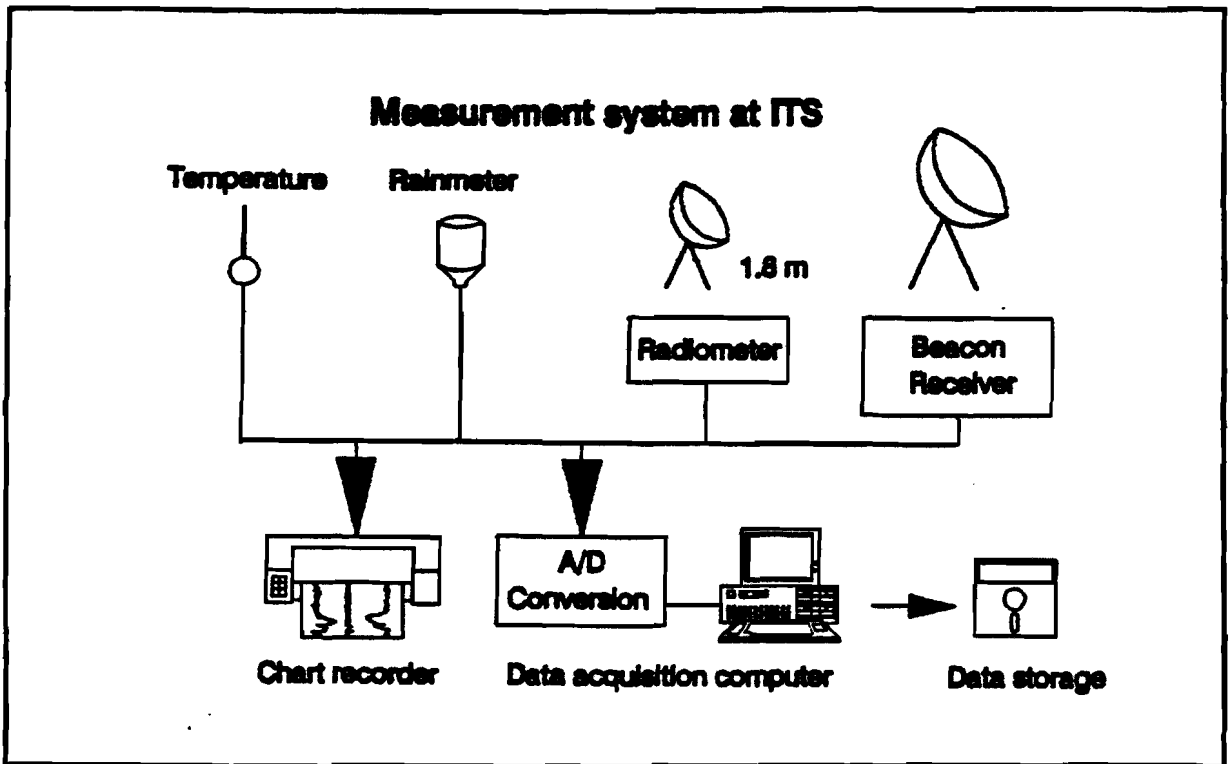 Measurement system at ITS
Temperature
Rainmeter
1.8 m
Radiometer
Beacon
Receiver
A/D
Conversion
Chart recorder
Data acquisition computer
Data storage